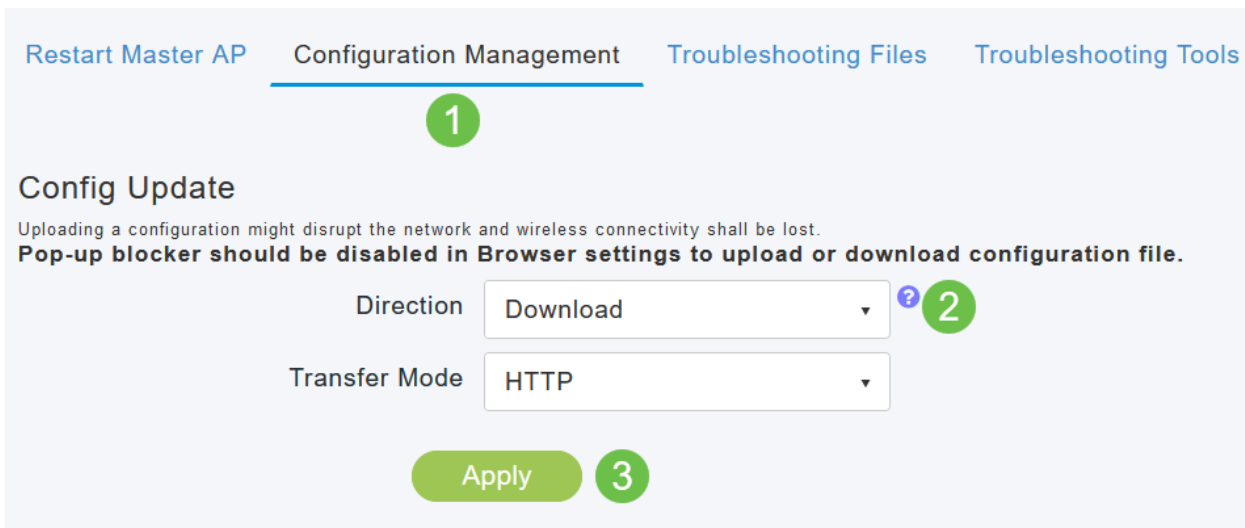 Restart Master AP Configuration Management Troubleshooting Files Troubleshooting Tools
1
Config Update
Uploading a configuration might disrupt the network and wireless connectivity shall be lost.
Pop-up blocker should be disabled in Browser settings to upload or download configuration file.
Direction Download ? 2
Transfer Mode HTTP
Apply 3